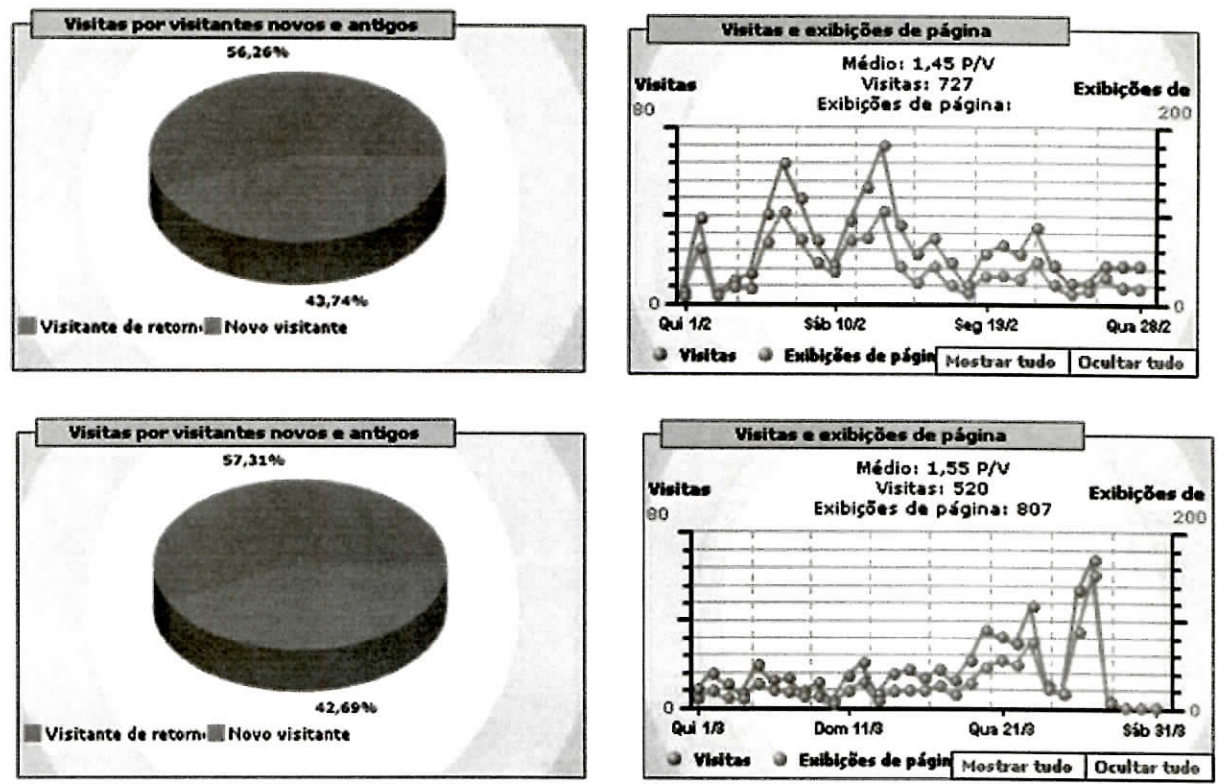 Visitas por visitantes novos e antigos
56,26%
43,74%
Visitante de retorn
Novo visitante
Visitas e exibições de página
Médio: 1,45 P/V
Visitas: 727
Exibições de página:
Visitas
80
Exibições de
200
0
0
Qui 1/2
Sáb 10/2
Seg 19/2
Qua 28/2
Visitas
Exibições de págin
Mostrar tudo
Ocultar tudo
Visitas por visitantes novos e antigos
57,31%
42,69%
Visitante de retorn
Novo visitante
Visitas e exibições de página
Médio: 1,55 P/V
Visitas: 520
Exibições de página: 807
Visitas
80
Exibições de
200
0
0
Qui 1/3
Dom 11/3
Qua 21/3
Sáb 31/3
Visitas
Exibições de págin
Mostrar tudo
Ocultar tudo